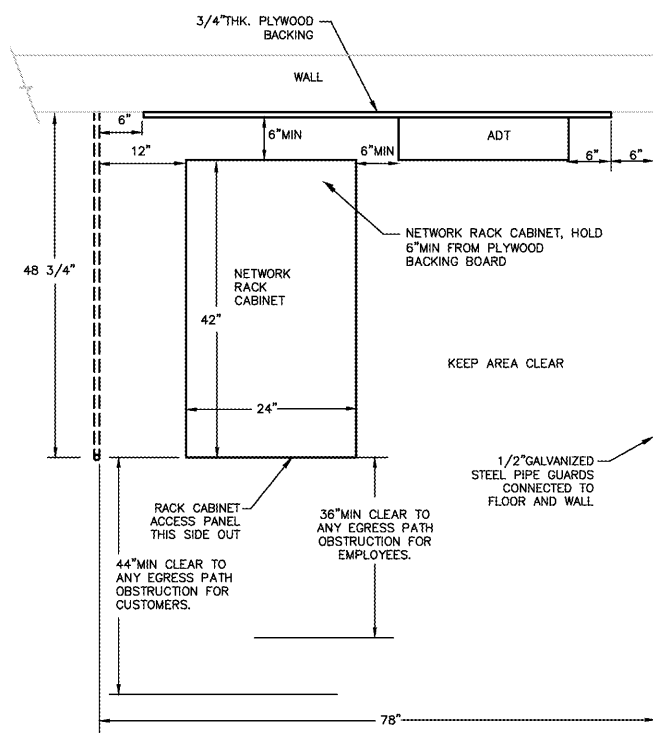 3/4"THK. PLYWOOD
BACKING
WALL
6"
6"MIN
ADT
12"
6"MIN
6"
6"
NETWORK RACK CABINET, HOLD
6"MIN FROM PLYWOOD
BACKING BOARD
48 3/4"
NETWORK
RACK
CABINET
42"
KEEP AREA CLEAR
24"
1/2"GALVANIZED
STEEL PIPE GUARDS
CONNECTED TO
FLOOR AND WALL
RACK CABINET
ACCESS PANEL
THIS SIDE OUT
36"MIN CLEAR TO
ANY EGRESS PATH
OBSTRUCTION FOR
EMPLOYEES.
44"MIN CLEAR TO
ANY EGRESS PATH
OBSTRUCTION FOR
CUSTOMERS.
78"